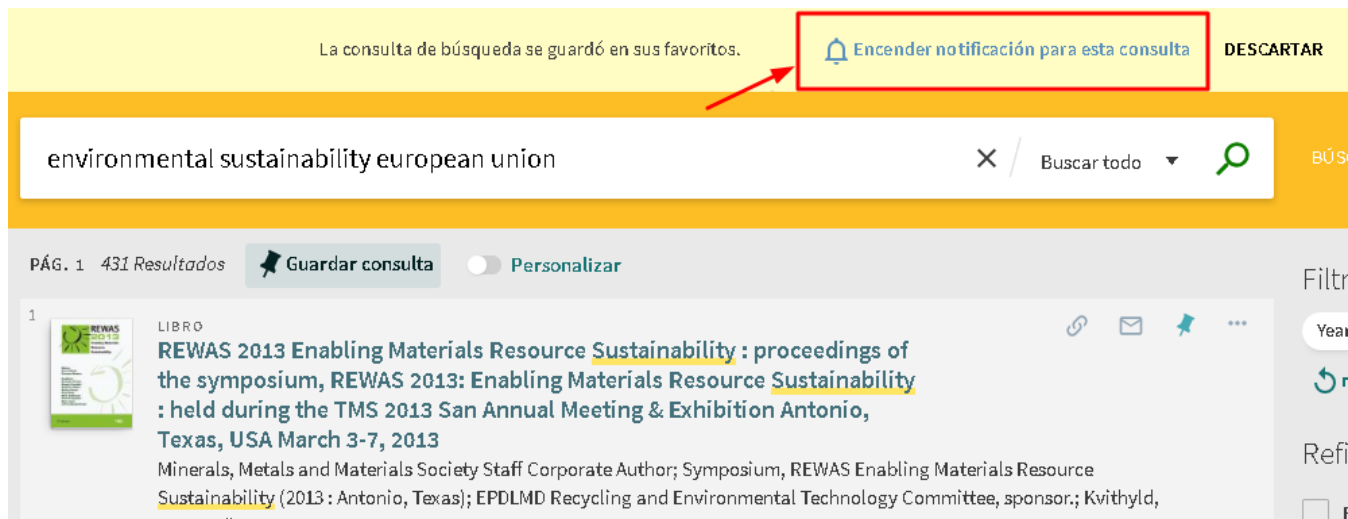 La consulta de búsqueda se guardó en sus favoritos.
Encender notificación para esta consulta
DESCARTAR
environmental sustainability european union
Buscar todo
PÁG. 1 431 Resultados
Guardar consulta
Personalizar
1
REWAS
2013
LIBRO
REWAS 2013 Enabling Materials Resource Sustainability : proceedings of
the symposium, REWAS 2013: Enabling Materials Resource Sustainability
: held during the TMS 2013 San Annual Meeting & Exhibition Antonio,
Texas, USA March 3-7, 2013
Minerals, Metals and Materials Society Staff Corporate Author; Symposium, REWAS Enabling Materials Resource
Sustainability (2013 : Antonio, Texas); EPDLMD Recycling and Environmental Technology Committee, sponsor.; Kvithyld,